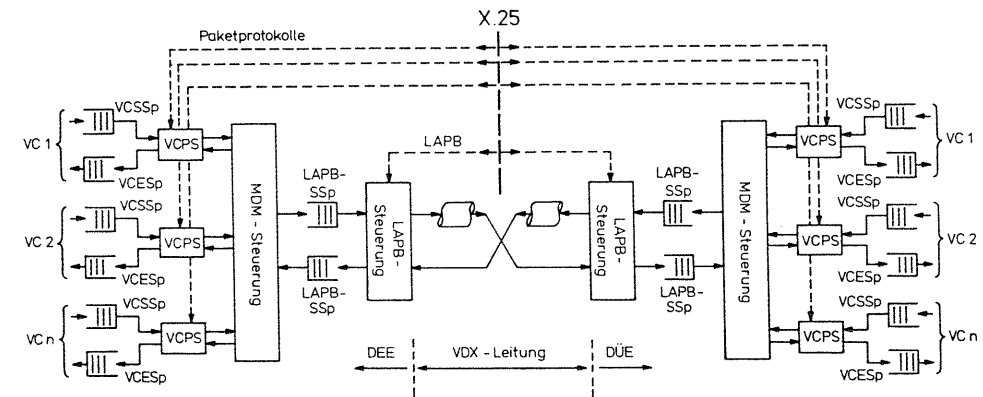 X.25
Paketprotokolle
VCSSp
VC 1
VCPS
VCESp
VCSSp
VC 2
VCPS
VCESp
VCSSp
VC n
VCPS
VCESp
MDM - Steuerung
LAPB-
SSp
LAPB-
SSp
LAPB
LAPB-
Steuerung
LAPB-
Steuerung
LAPB-
SSp
LAPB-
SSp
MDM - Steuerung
VCSSp
VCPS
VC 1
VCESp
VCSSp
VCPS
VC 2
VCESp
VCSSp
VCPS
VC n
VCESp
DEE
VDX - Leitung
DÜE